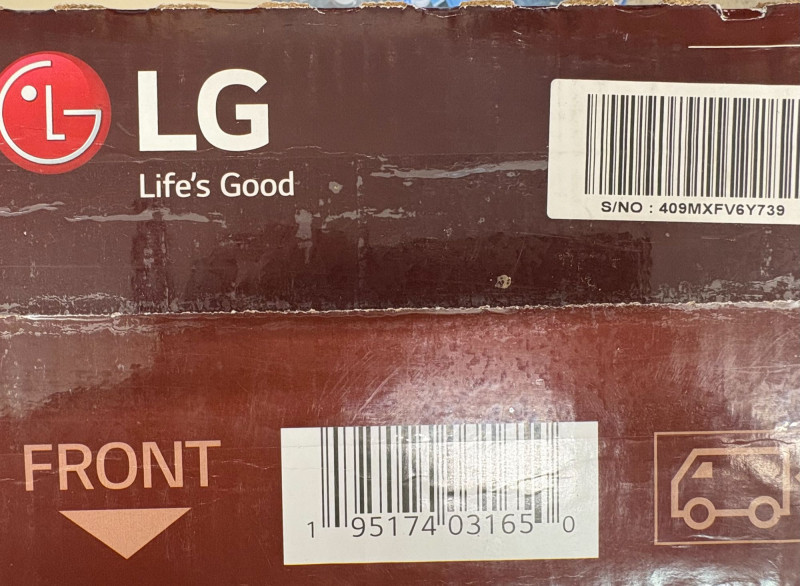 LG
Life's Good
S/NO : 409MXFV6Y739
FRONT
1 95174 03165 0